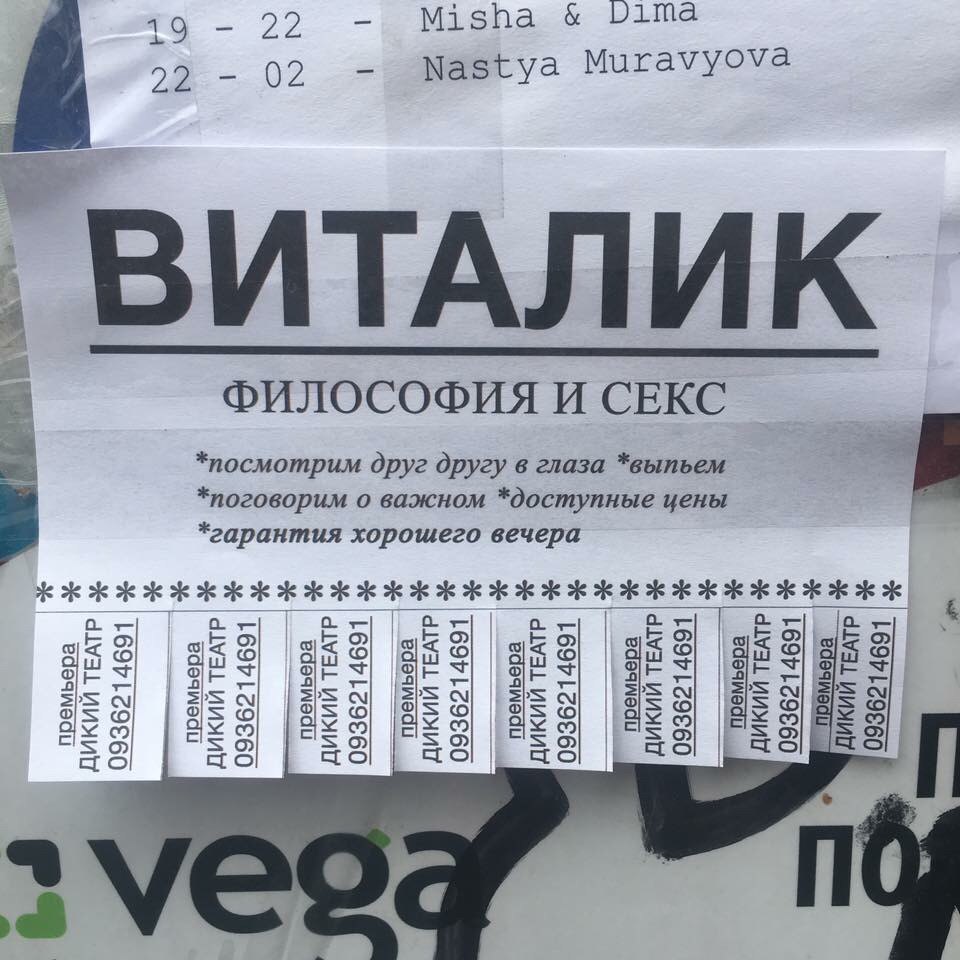 19 - 22 - Misha & Dima
22 - 02 - Nastya Muravyova
ВИТАЛИК
ФИЛОСОФИЯ И СЕКС
*посмотрим друг другу в глаза *выпьем
*поговорим о важном *доступные цены
*гарантия хорошего вечера
* * * * * * * * * * * * * * * * * * * * * * * * * * * * * * * *
премьера
ДИКИЙ ТЕАТР
0936214691
премьера
ДИКИЙ ТЕАТР
0936214691
премьера
ДИКИЙ ТЕАТР
0936214691
премьера
ДИКИЙ ТЕАТР
0936214691
премьера
ДИКИЙ ТЕАТР
0936214691
премьера
ДИКИЙ ТЕАТР
0936214691
премьера
ДИКИЙ ТЕАТР
0936214691
премьера
ДИКИЙ ТЕАТР
0936214691
vega